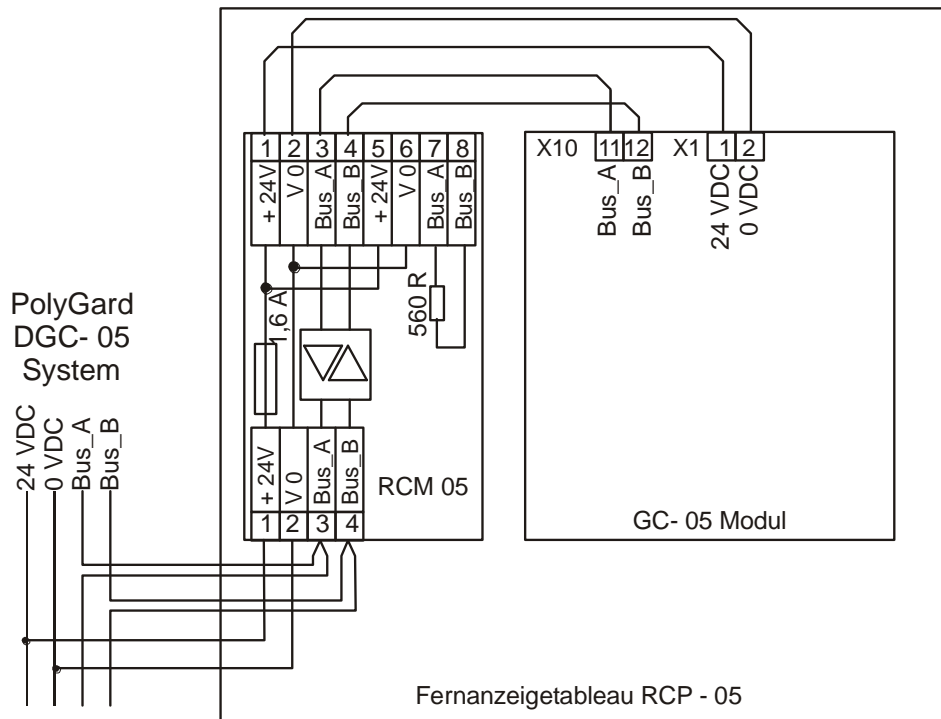 1 2 3 4 5 6 7 8
+ 24V V 0 Bus_A Bus_B + 24V V 0 Bus_A Bus_B
X10 11 12 X1 1 2
Bus_A Bus_B 24 VDC 0 VDC
1,6 A
560 R
PolyGard
DGC- 05
System
24 VDC
0 VDC
Bus_A
Bus_B
+ 24V V 0 Bus_A Bus_B
1 2 3 4
RCM 05
GC- 05 Modul
Fernanzeigetableau RCP - 05